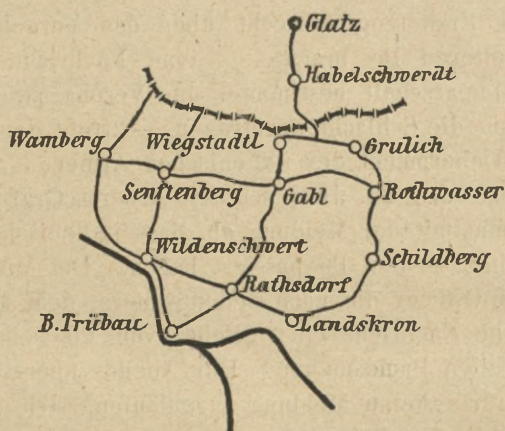 Glatz
Habelschwerdt
Wamberg
Wiegstadtl
Grulich
Senftenberg
Gabl
Rothwasser
Wildenschwert
Schildberg
Rathsdorf
B. Trübau
Landskron